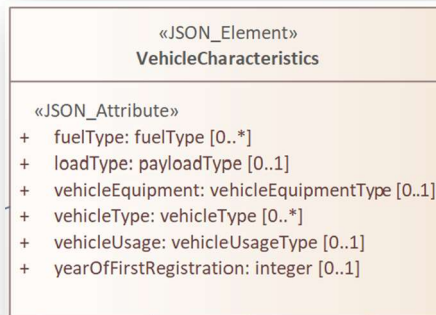 «JSON_Element»
VehicleCharacteristics
«JSON_Attribute»
+ fuelType: fuelType [0..*]
+ loadType: payloadType [0..1]
+ vehicleEquipment: vehicleEquipmentType [0..1]
+ vehicleType: vehicleType [0..*]
+ vehicleUsage: vehicleUsageType [0..1]
+ yearOfFirstRegistration: integer [0..1]